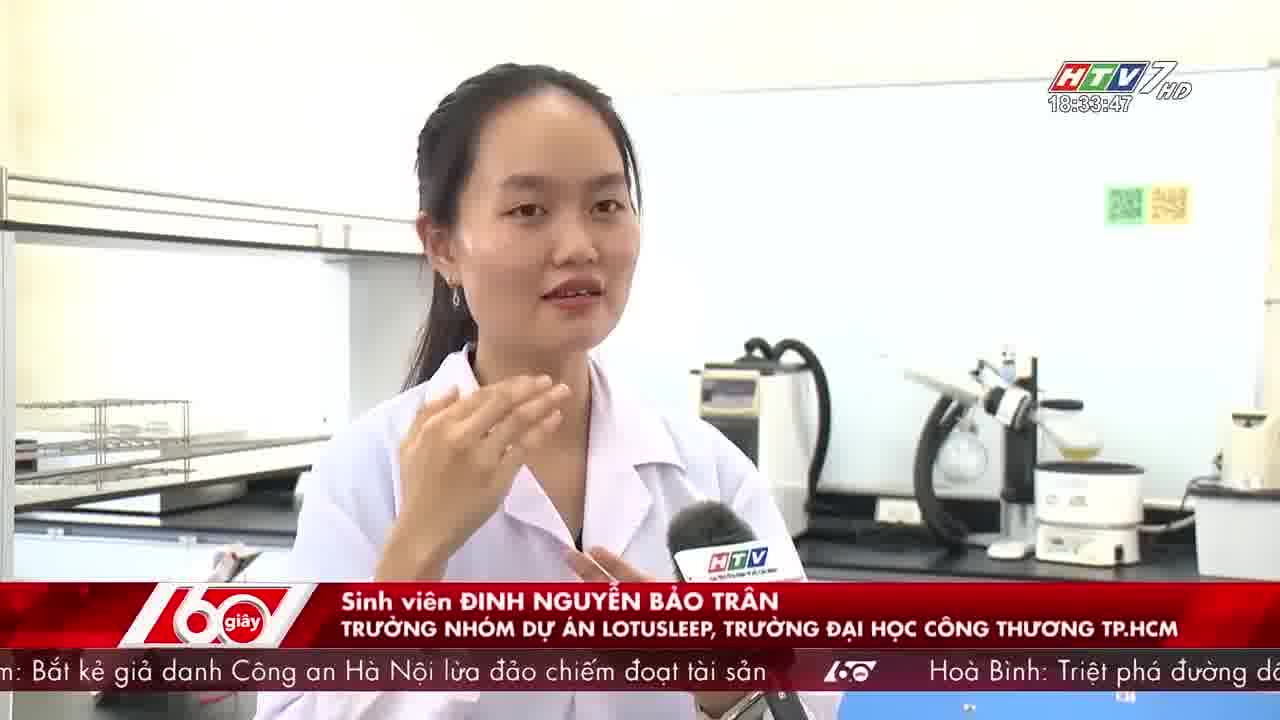 HTV7 HD
18:33:47
HTV
60 giây
Sinh viên ĐINH NGUYỄN BẢO TRÂN
TRƯỜNG NHÓM DỰ ÁN LOTUSLEEP, TRƯỜNG ĐẠI HỌC CÔNG THƯƠNG TP.HCM
m: Bắt kẻ giả danh Công an Hà Nội lừa đảo chiếm đoạt tài sản
60
Hoà Bình: Triệt phá đường